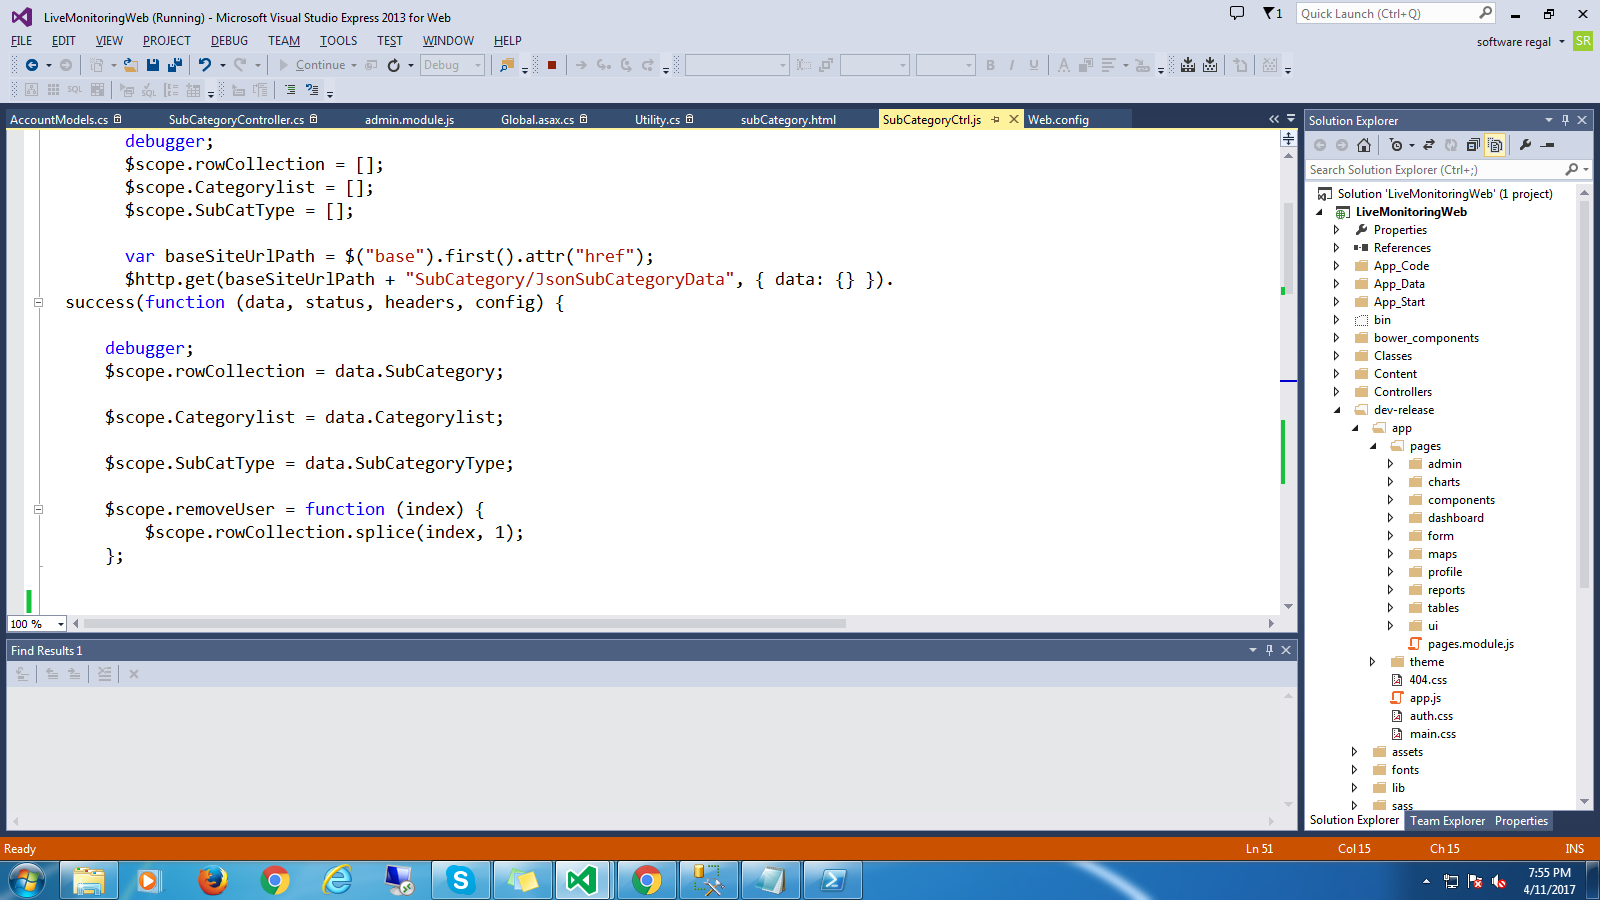 LiveMonitoringWeb (Running) - Microsoft Visual Studio Express 2013 for Web
1
Quick Launch (Ctrl+Q)
FILE EDIT VIEW PROJECT DEBUG TEAM TOOLS TEST WINDOW HELP
software regal SR
Continue Debug
SQL SQL
AccountModels.cs SubCategoryController.cs admin.module.js Global.asax.cs Utility.cs subCategory.html SubCategoryCtrl.js Web.config
debugger;
$scope.rowCollection = [];
$scope.Categorylist = [];
$scope.SubCatType = [];
var baseSiteUrlPath = $("base").first().attr("href");
$http.get(baseSiteUrlPath + "SubCategory/JsonSubCategoryData", { data: {} }).
success(function (data, status, headers, config) {
debugger;
$scope.rowCollection = data.SubCategory;
$scope.Categorylist = data.Categorylist;
$scope.SubCatType = data.SubCategoryType;
$scope.removeUser = function (index) {
$scope.rowCollection.splice(index, 1);
};
100 %
Find Results 1
Solution Explorer
Search Solution Explorer (Ctrl+;)
Solution 'LiveMonitoringWeb' (1 project)
LiveMonitoringWeb
Properties
References
App_Code
App_Data
App_Start
bin
bower_components
Classes
Content
Controllers
dev-release
app
pages
admin
charts
components
dashboard
form
maps
profile
reports
tables
ui
pages.module.js
theme
404.css
app.js
auth.css
main.css
assets
fonts
lib
sass
Solution Explorer Team Explorer Properties
Ready
Ln 51 Col 15 Ch 15 INS
7:55 PM
4/11/2017